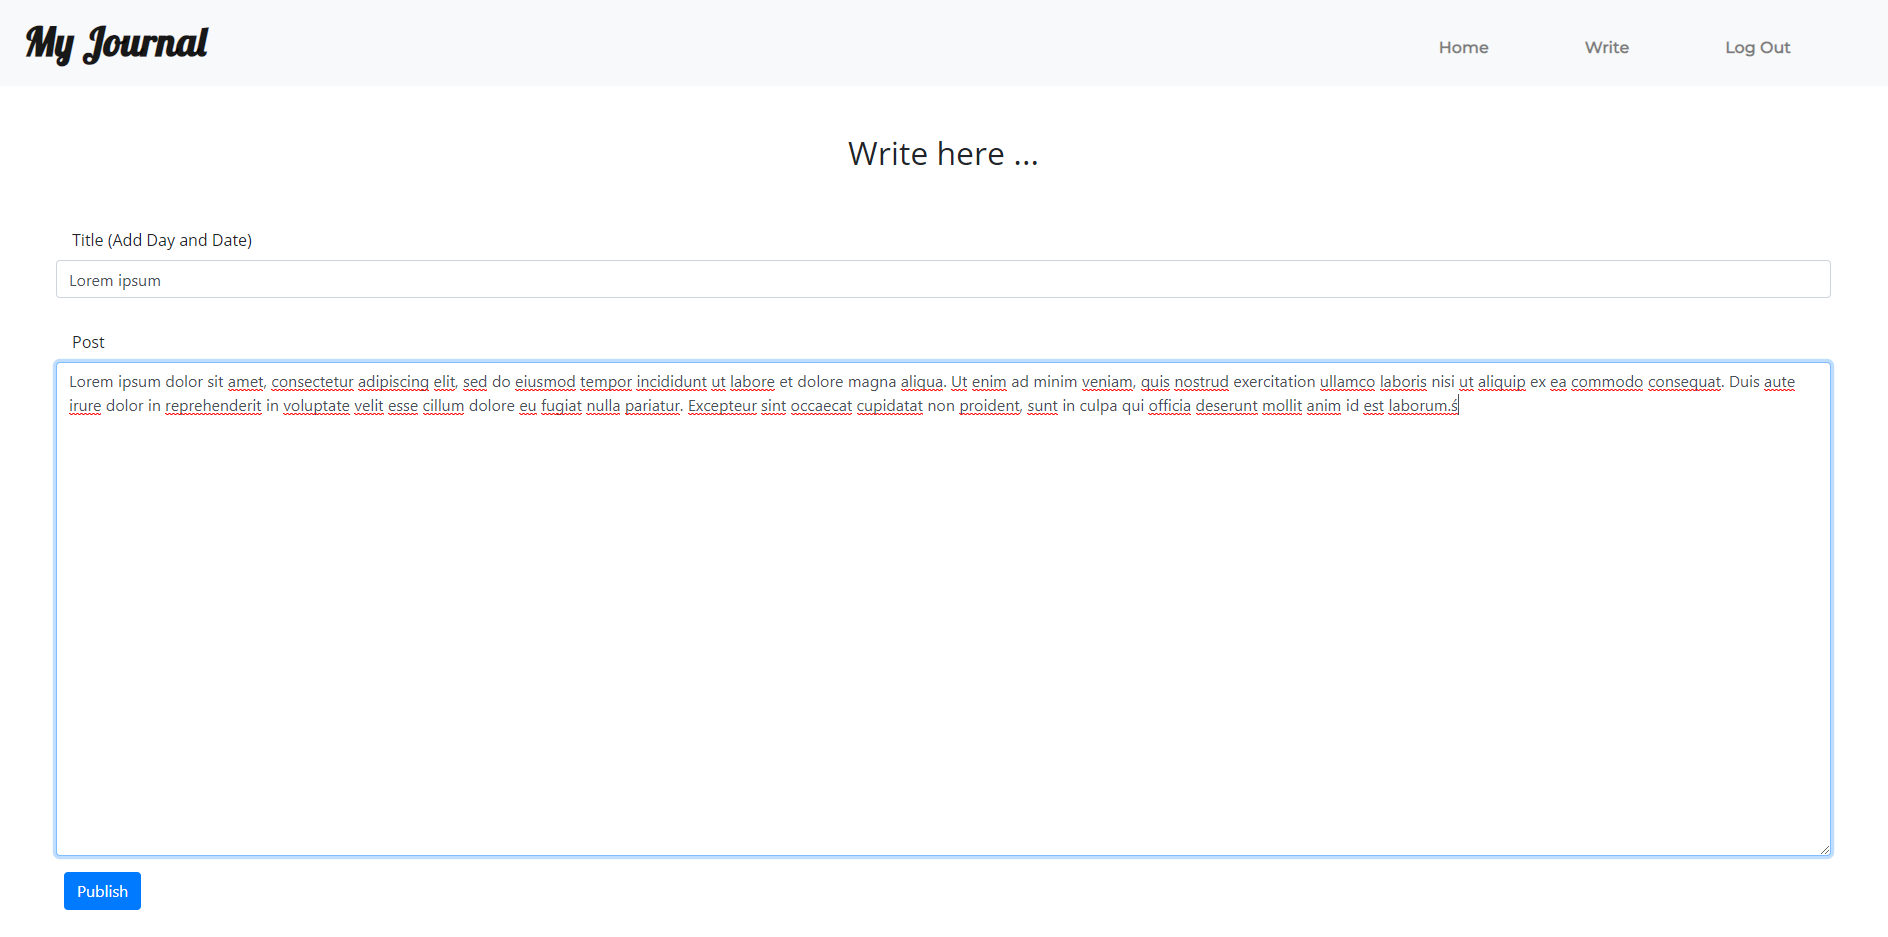 My Journal
Home Write Log Out
Write here ...
Title (Add Day and Date)
Lorem ipsum
Post
Lorem ipsum dolor sit amet, consectetur adipiscing elit, sed do eiusmod tempor incididunt ut labore et dolore magna aliqua. Ut enim ad minim veniam, quis nostrud exercitation ullamco laboris nisi ut aliquip ex ea commodo consequat. Duis aute
irure dolor in reprehenderit in voluptate velit esse cillum dolore eu fugiat nulla pariatur. Excepteur sint occaecat cupidatat non proident, sunt in culpa qui officia deserunt mollit anim id est laborum.ś
Publish